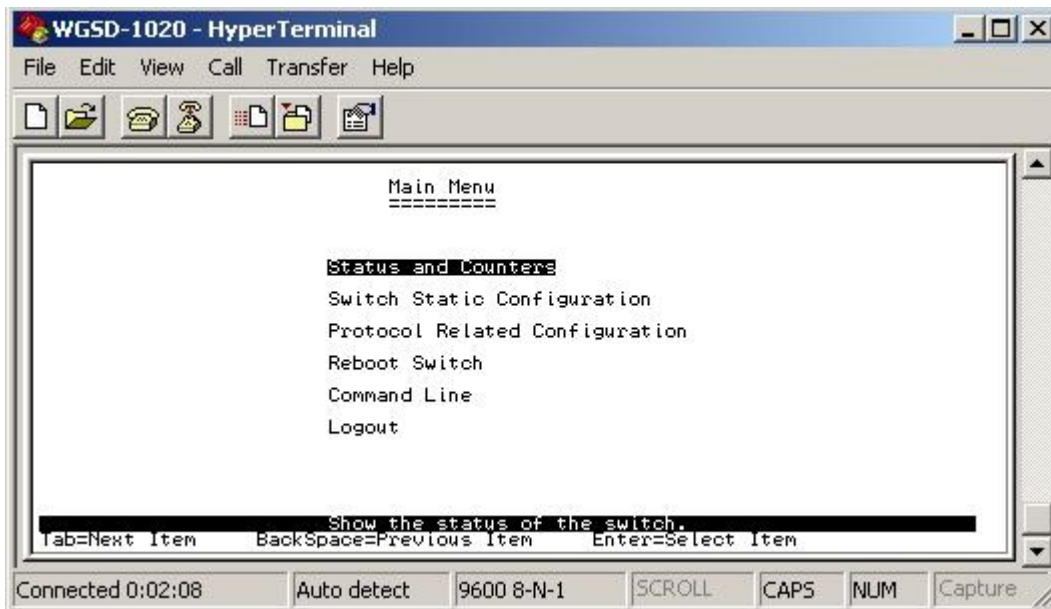 WGSD-1020 - HyperTerminal
File Edit View Call Transfer Help
Main Menu
=========
Status and Counters
Switch Static Configuration
Protocol Related Configuration
Reboot Switch
Command Line
Logout
Show the status of the switch.
Tab=Next Item BackSpace=Previous Item Enter=Select Item
Connected 0:02:08 Auto detect 9600 8-N-1 SCROLL CAPS NUM Capture